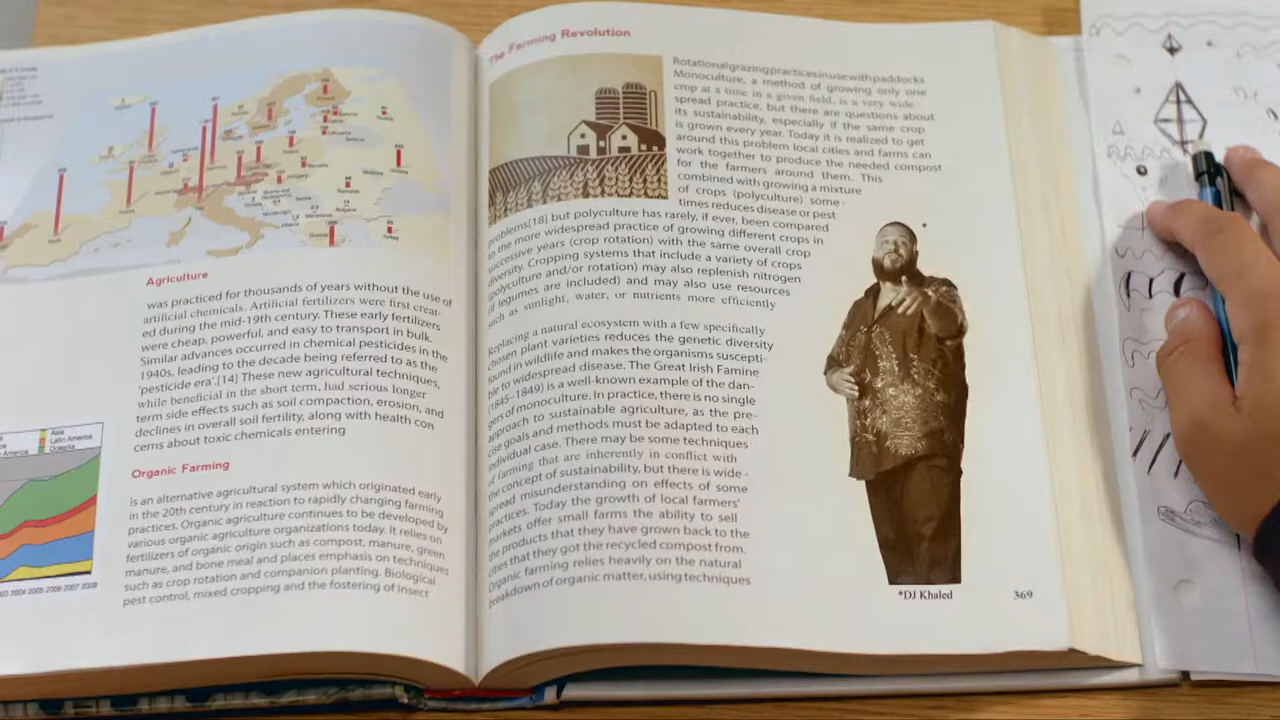 Agriculture
was practiced for thousands of years without the use of
artificial chemicals. Artificial fertilizers were first creat-
ed during the mid-19th century. These early fertilizers
were cheap, powerful, and easy to transport in bulk.
Similar advances occurred in chemical pesticides in the
1940s, leading to the decade being referred to as the
'pesticide era'.[14] These new agricultural techniques,
while beneficial in the short term, had serious longer
term side effects such as soil compaction, erosion, and
declines in overall soil fertility, along with health con
cerns about toxic chemicals entering
Asia
Latin America
Oceania
America
2004 2005 2006 2007 2008
Organic Farming
is an alternative agricultural system which originated early
in the 20th century in reaction to rapidly changing farming
practices. Organic agriculture continues to be developed by
various organic agriculture organizations today. It relies on
fertilizers of organic origin such as compost, manure, green
manure, and bone meal and places emphasis on techniques
such as crop rotation and companion planting. Biological
pest control, mixed cropping and the fostering of insect
The Farming Revolution
Rotational grazing practices in use with paddocks
Monoculture, a method of growing only one
crop at a time in a given field, is a very wide-
spread practice, but there are questions about
its sustainability, especially if the same crop
is grown every year. Today it is realized to get
around this problem local cities and farms can
work together to produce the needed compost
for the farmers around them. This
combined with growing a mixture
of crops (polyculture) some-
times reduces disease or pest
problems[18] but polyculture has rarely, if ever, been compared
to the more widespread practice of growing different crops in
successive years (crop rotation) with the same overall crop
diversity. Cropping systems that include a variety of crops
(polyculture and/or rotation) may also replenish nitrogen
(if legumes are included) and may also use resources
such as sunlight, water, or nutrients more efficiently
Replacing a natural ecosystem with a few specifically
chosen plant varieties reduces the genetic diversity
found in wildlife and makes the organisms suscepti-
ble to widespread disease. The Great Irish Famine
(1845–1849) is a well-known example of the dan-
gers of monoculture. In practice, there is no single
approach to sustainable agriculture, as the pre-
cise goals and methods must be adapted to each
individual case. There may be some techniques
of farming that are inherently in conflict with
the concept of sustainability, but there is wide-
spread misunderstanding on effects of some
practices. Today the growth of local farmers'
markets offer small farms the ability to sell
the products that they have grown back to the
cities that they got the recycled compost from.
Organic farming relies heavily on the natural
breakdown of organic matter, using techniques
*
*DJ Khaled
369